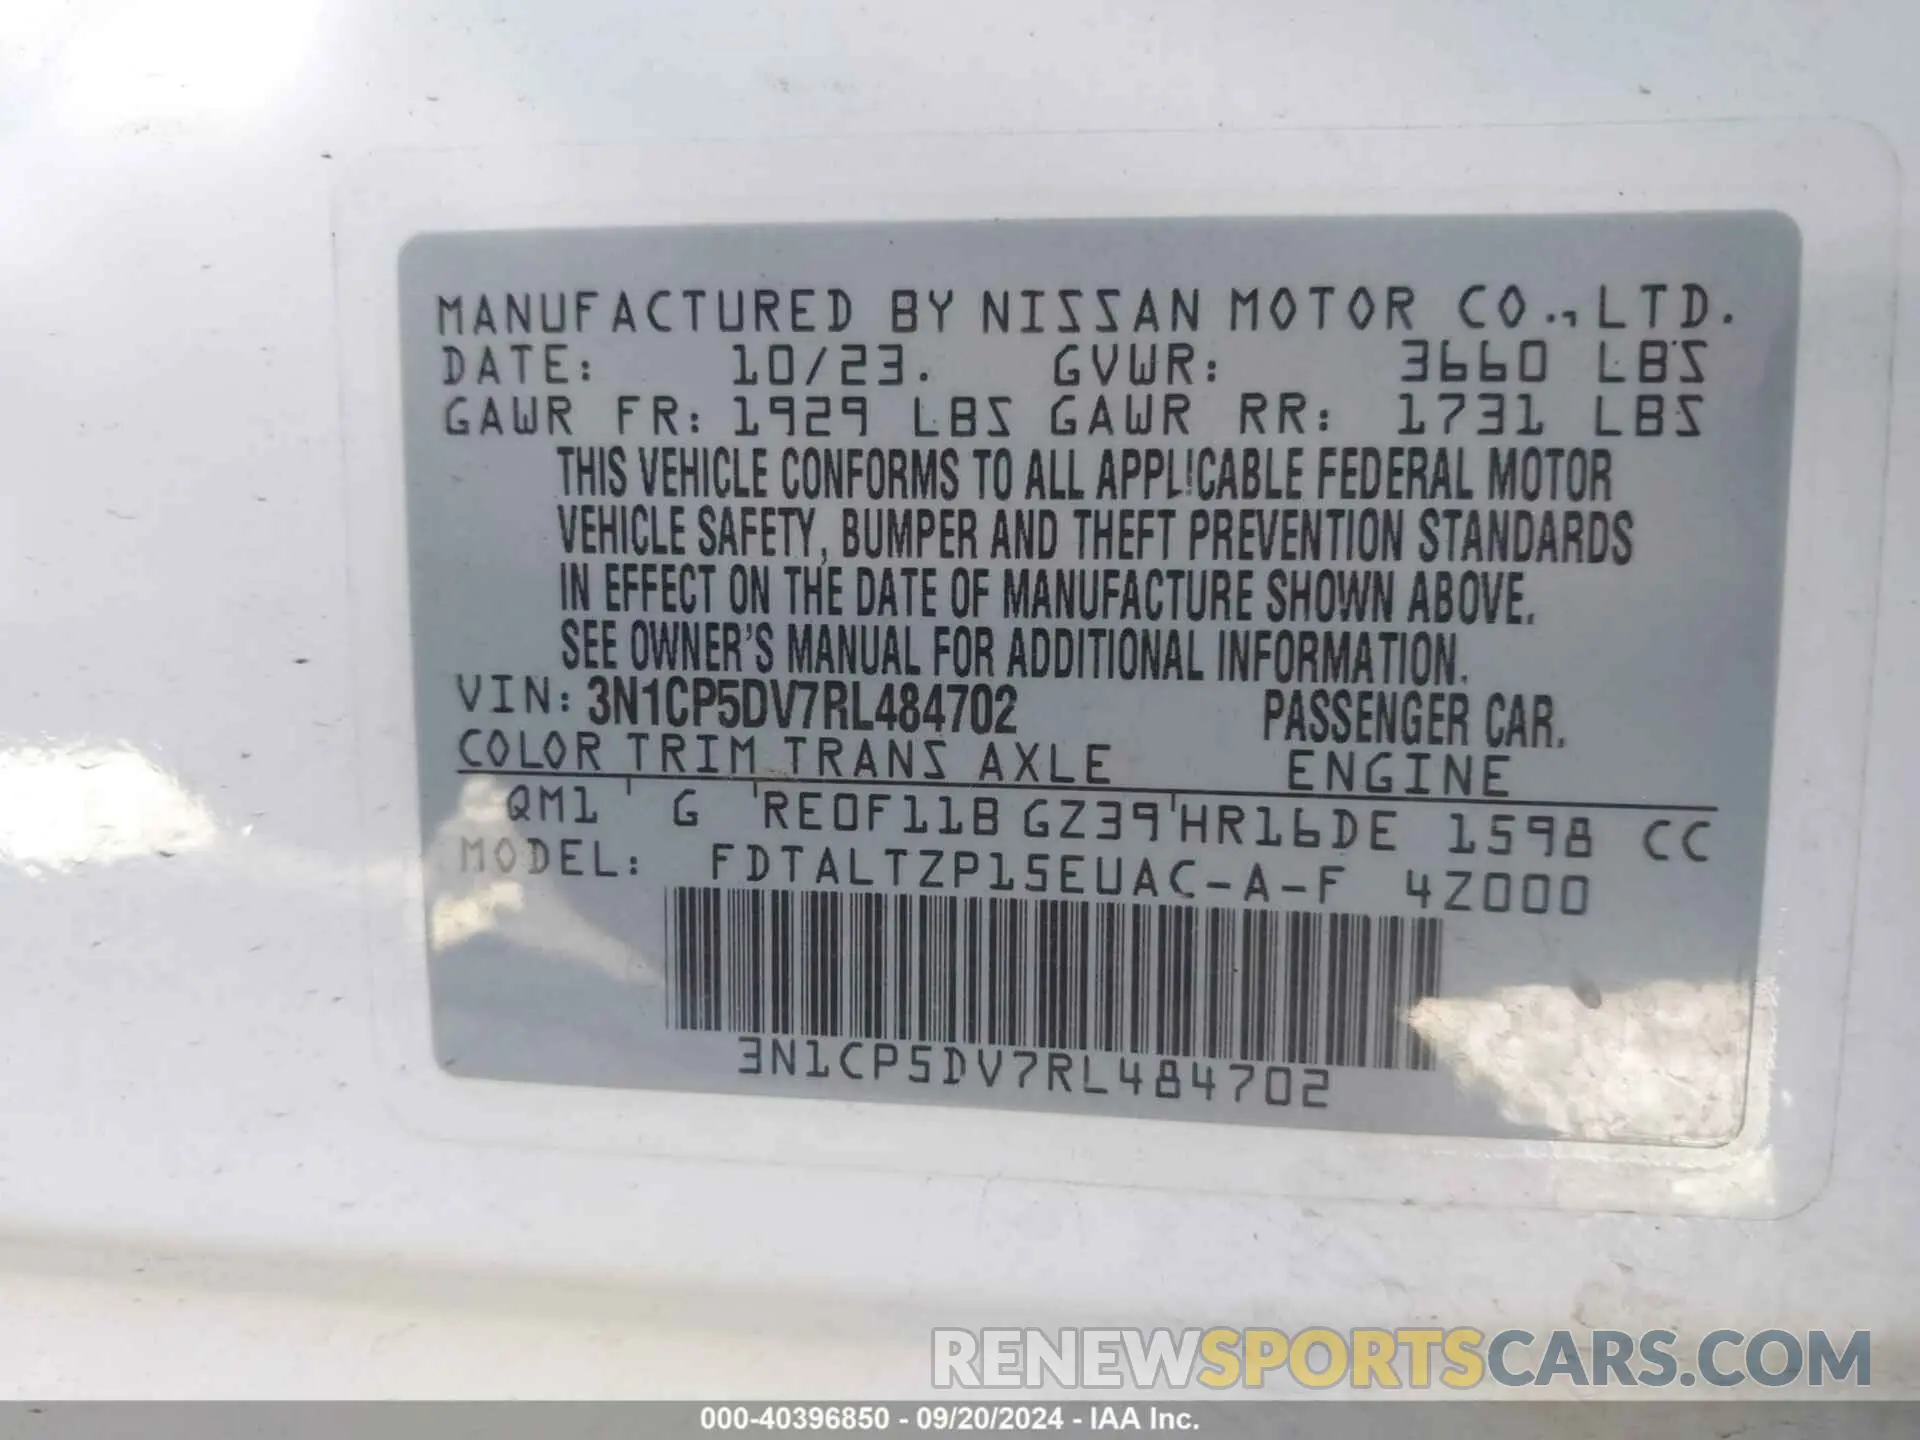 MANUFACTURED BY NISSAN MOTOR CO., LTD.
DATE: 10/23. GVWR: 3660 LBS
GAWR FR: 1929 LBS GAWR RR: 1731 LBS
THIS VEHICLE CONFORMS TO ALL APPLICABLE FEDERAL MOTOR
VEHICLE SAFETY, BUMPER AND THEFT PREVENTION STANDARDS
IN EFFECT ON THE DATE OF MANUFACTURE SHOWN ABOVE.
SEE OWNER'S MANUAL FOR ADDITIONAL INFORMATION.
VIN: 3N1CP5DV7RL484702 PASSENGER CAR.
COLOR TRIM TRANS AXLE ENGINE
QM1 G RE0F11B GZ39 HR16DE 1598 CC
MODEL: FDTALTZP15EUAC-A-F 4Z000
3N1CP5DV7RL484702
RENEWSPORTSCARS.COM
000-40396850 - 09/20/2024 - IAA Inc.